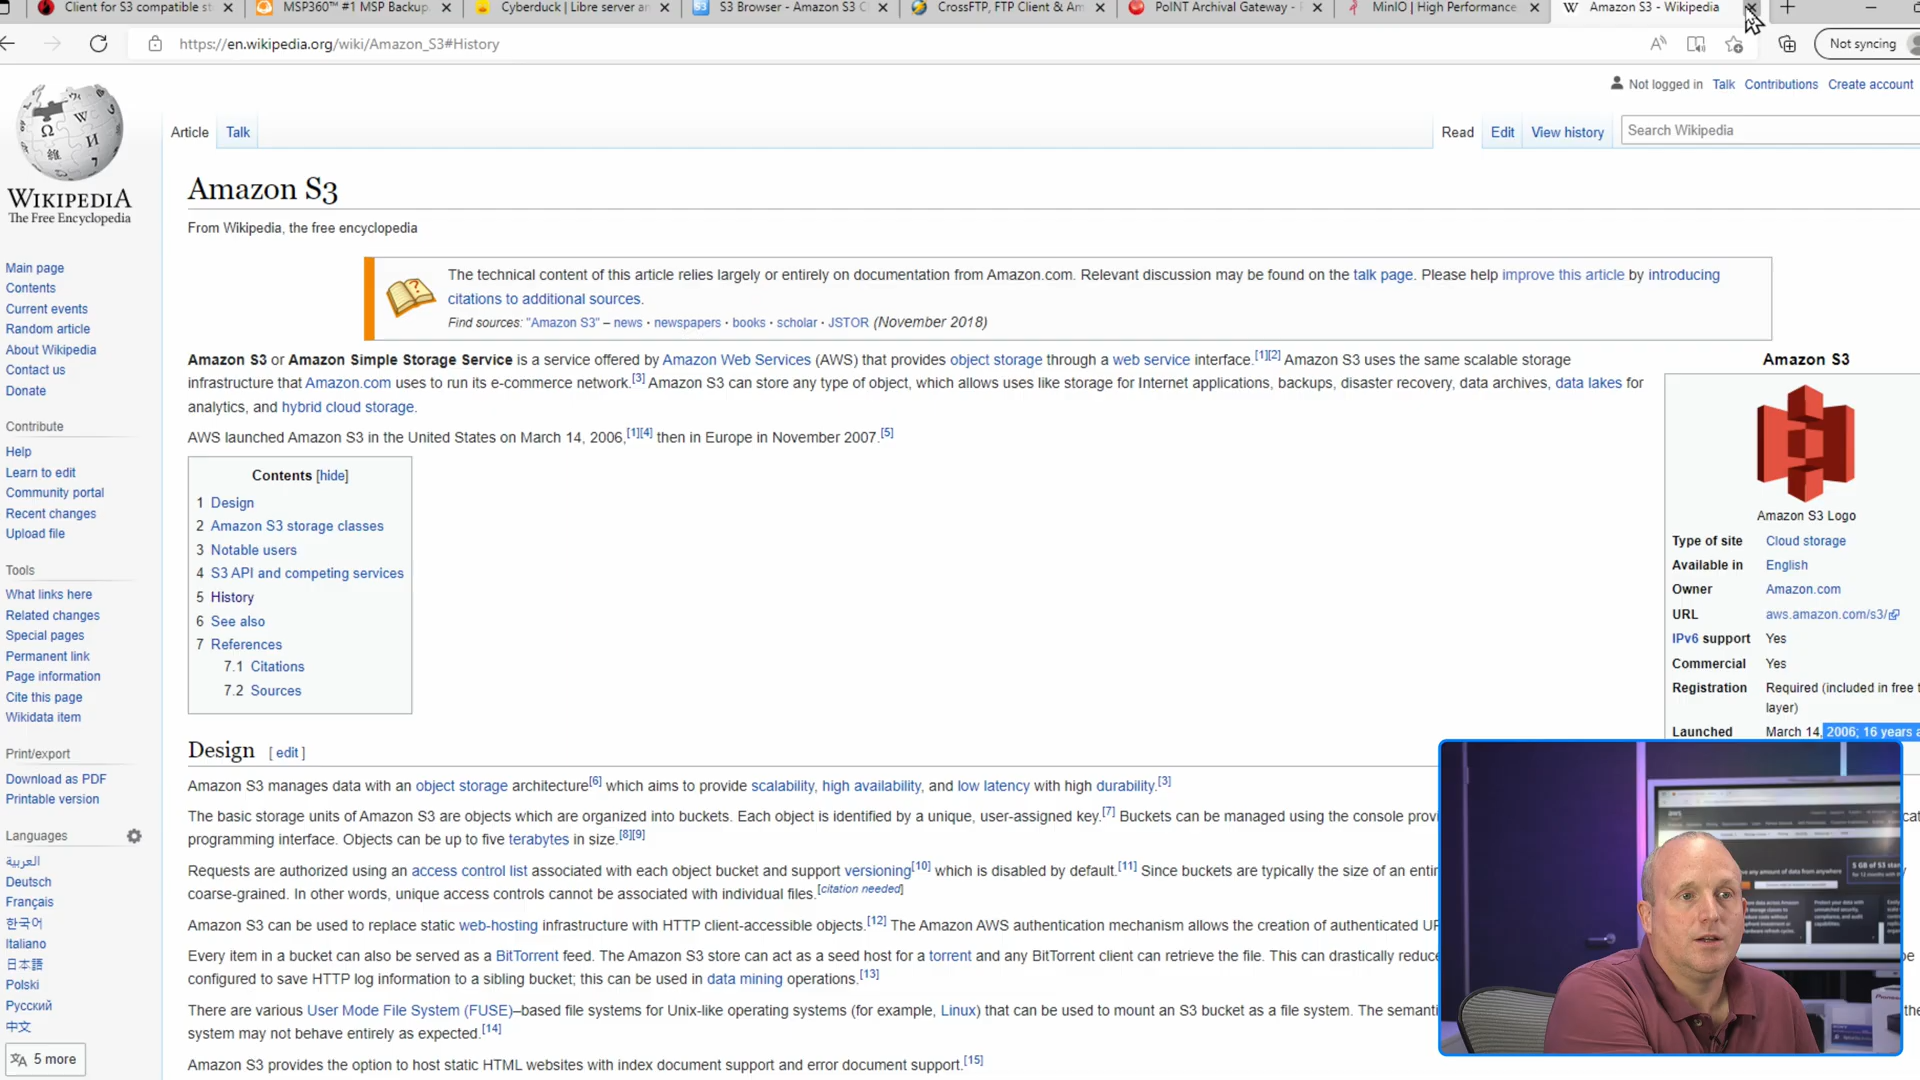 Client for S3 compatible st
MSP360™ #1 MSP Backup
Cyberduck | Libre server an
S3 Browser - Amazon S3 Cl
CrossFTP, FTP Client & Am
PoINT Archival Gateway -
MinIO | High Performance
Amazon S3 - Wikipedia
https://en.wikipedia.org/wiki/Amazon_S3#History
Not syncing
Not logged in Talk Contributions Create account
Article Talk
Read Edit View history Search Wikipedia
WIKIPEDIA
The Free Encyclopedia
Main page
Contents
Current events
Random article
About Wikipedia
Contact us
Donate
Contribute
Help
Learn to edit
Community portal
Recent changes
Upload file
Tools
What links here
Related changes
Special pages
Permanent link
Page information
Cite this page
Wikidata item
Print/export
Download as PDF
Printable version
Languages
العربية
Deutsch
Français
한국어
Italiano
日本語
Polski
Русский
中文
5 more
Amazon S3
From Wikipedia, the free encyclopedia
The technical content of this article relies largely or entirely on documentation from Amazon.com. Relevant discussion may be found on the talk page. Please help improve this article by introducing
citations to additional sources.
Find sources: "Amazon S3" – news · newspapers · books · scholar · JSTOR (November 2018)
Amazon S3 or Amazon Simple Storage Service is a service offered by Amazon Web Services (AWS) that provides object storage through a web service interface.[1][2] Amazon S3 uses the same scalable storage
infrastructure that Amazon.com uses to run its e-commerce network.[3] Amazon S3 can store any type of object, which allows uses like storage for Internet applications, backups, disaster recovery, data archives, data lakes for
analytics, and hybrid cloud storage.
AWS launched Amazon S3 in the United States on March 14, 2006,[1][4] then in Europe in November 2007.[5]
Contents [hide]
1 Design
2 Amazon S3 storage classes
3 Notable users
4 S3 API and competing services
5 History
6 See also
7 References
7.1 Citations
7.2 Sources
Amazon S3
Amazon S3 Logo
Type of site Cloud storage
Available in English
Owner Amazon.com
URL aws.amazon.com/s3/
IPv6 support Yes
Commercial Yes
Registration Required (included in free t
layer)
Launched March 14, 2006; 16 years a
Design [ edit ]
Amazon S3 manages data with an object storage architecture[6] which aims to provide scalability, high availability, and low latency with high durability.[3]
The basic storage units of Amazon S3 are objects which are organized into buckets. Each object is identified by a unique, user-assigned key.[7] Buckets can be managed using the console provi
programming interface. Objects can be up to five terabytes in size.[8][9]
Requests are authorized using an access control list associated with each object bucket and support versioning[10] which is disabled by default.[11] Since buckets are typically the size of an entir
coarse-grained. In other words, unique access controls cannot be associated with individual files.[citation needed]
Amazon S3 can be used to replace static web-hosting infrastructure with HTTP client-accessible objects.[12] The Amazon AWS authentication mechanism allows the creation of authenticated UR
Every item in a bucket can also be served as a BitTorrent feed. The Amazon S3 store can act as a seed host for a torrent and any BitTorrent client can retrieve the file. This can drastically reduce
configured to save HTTP log information to a sibling bucket; this can be used in data mining operations.[13]
There are various User Mode File System (FUSE)–based file systems for Unix-like operating systems (for example, Linux) that can be used to mount an S3 bucket as a file system. The semanti
system may not behave entirely as expected.[14]
Amazon S3 provides the option to host static HTML websites with index document support and error document support.[15]